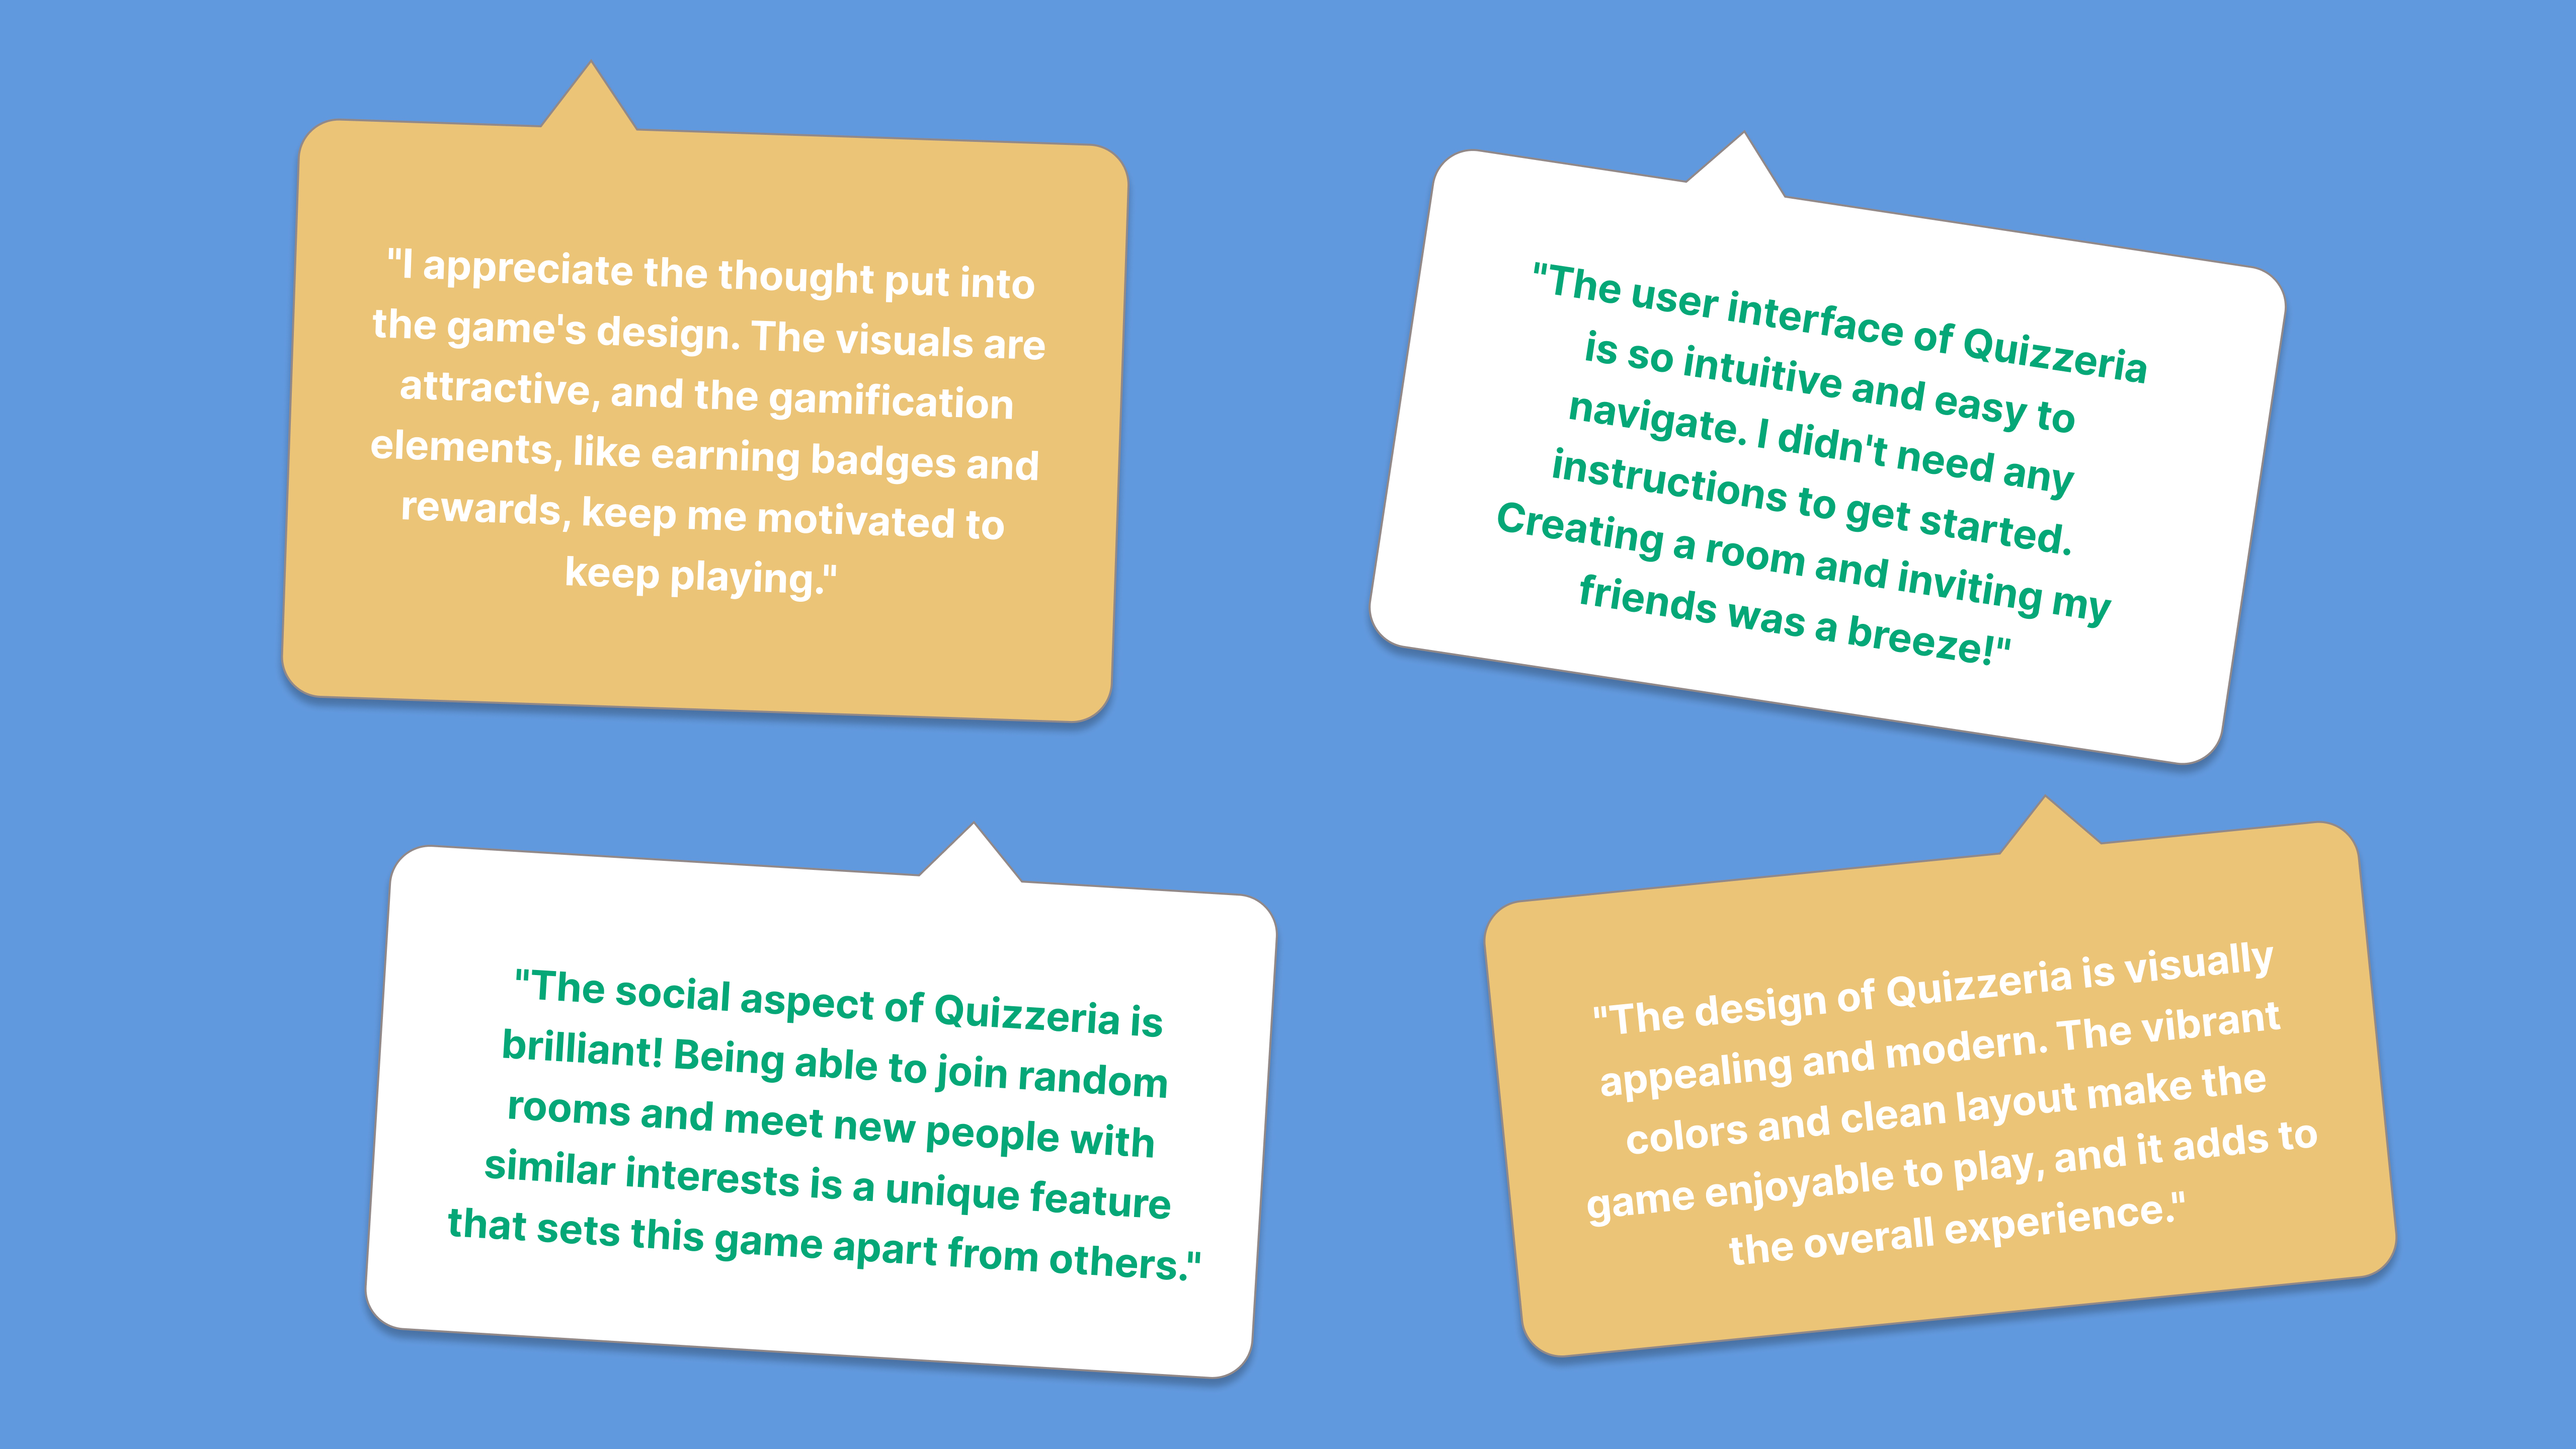 "I appreciate the thought put into
the game's design. The visuals are
attractive, and the gamification
elements, like earning badges and
rewards, keep me motivated to
keep playing."
"The user interface of Quizzeria
is so intuitive and easy to
navigate. I didn't need any
instructions to get started.
Creating a room and inviting my
friends was a breeze!"
"The social aspect of Quizzeria is
brilliant! Being able to join random
rooms and meet new people with
similar interests is a unique feature
that sets this game apart from others."
"The design of Quizzeria is visually
appealing and modern. The vibrant
colors and clean layout make the
game enjoyable to play, and it adds to
the overall experience."